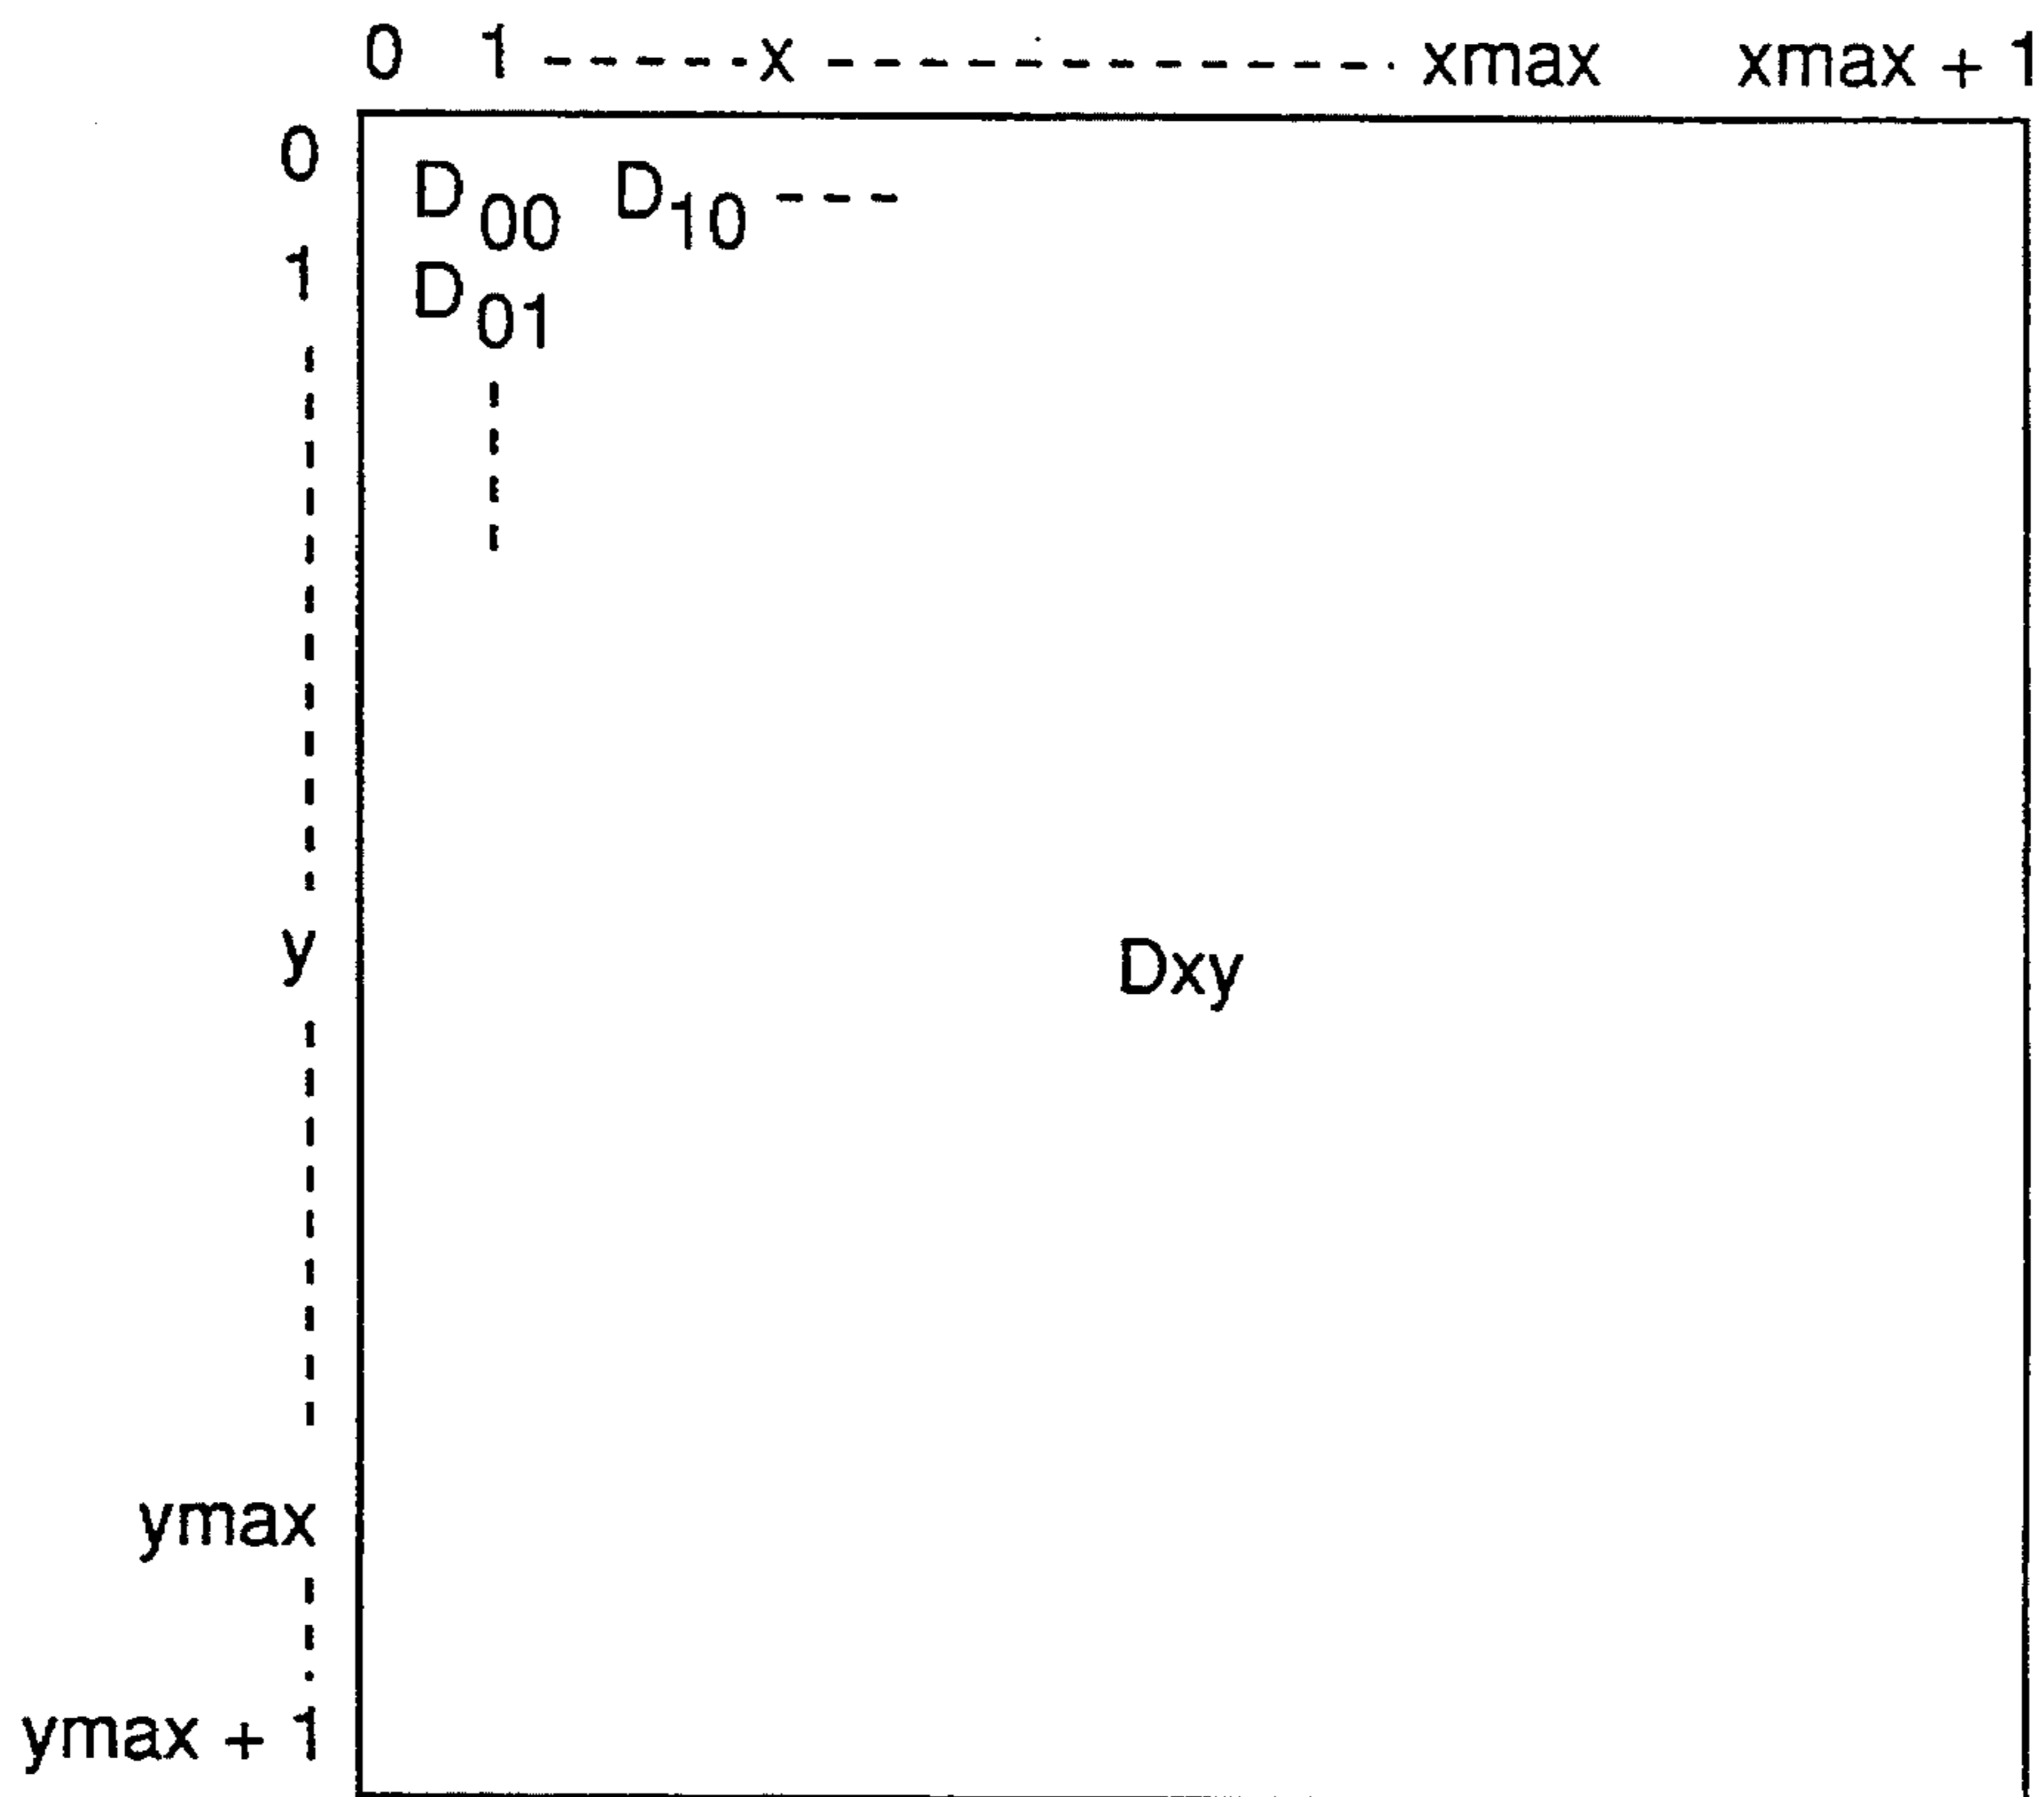 0 1 -----x ------------- xmax xmax + 1
0 D00 D10 ---
1 D01
y Dxy
ymax
ymax + 1